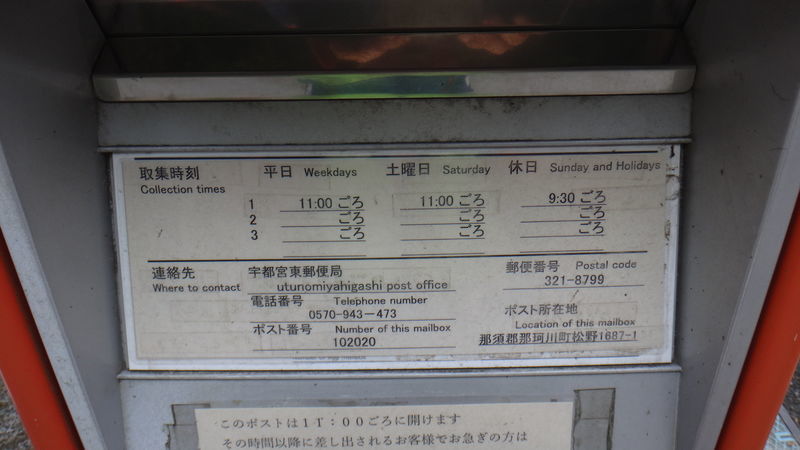 取集時刻 平日 Weekdays 土曜日 Saturday 休日 Sunday and Holidays
Collection times
1 11:00 ごろ 11:00 ごろ 9:30 ごろ
2 ごろ ごろ ごろ
3 ごろ ごろ ごろ
連絡先 宇都宮東郵便局 郵便番号 Postal code
Where to contact utunomiyahigashi post office 321-8799
電話番号 Telephone number ポスト所在地
0570-943-473 Location of this mailbox
ポスト番号 Number of this mailbox 那須郡那珂川町松野1687-1
102020
このポストは11:00ごろに開けます
その時間以降に差し出されるお客様でお急ぎの方は